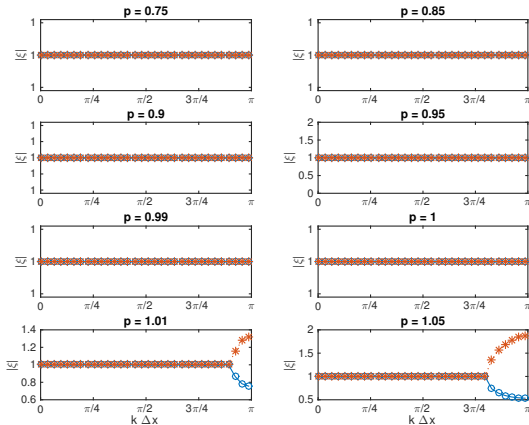 p = 0.75
1
1
1
|ξ|
0 π/4 π/2 3π/4 π
p = 0.85
1
1
1
|ξ|
0 π/4 π/2 3π/4 π
p = 0.9
1
1
1
1
1
|ξ|
0 π/4 π/2 3π/4 π
p = 0.95
2
1.5
1
0.5
0
|ξ|
0 π/4 π/2 3π/4 π
p = 0.99
1
1
1
|ξ|
0 π/4 π/2 3π/4 π
p = 1
1
1
1
|ξ|
0 π/4 π/2 3π/4 π
p = 1.01
1.4
1.2
1
0.8
0.6
|ξ|
0 π/4 π/2 3π/4 π
k Δx
p = 1.05
2
1.5
1
0.5
|ξ|
0 π/4 π/2 3π/4 π
k Δx